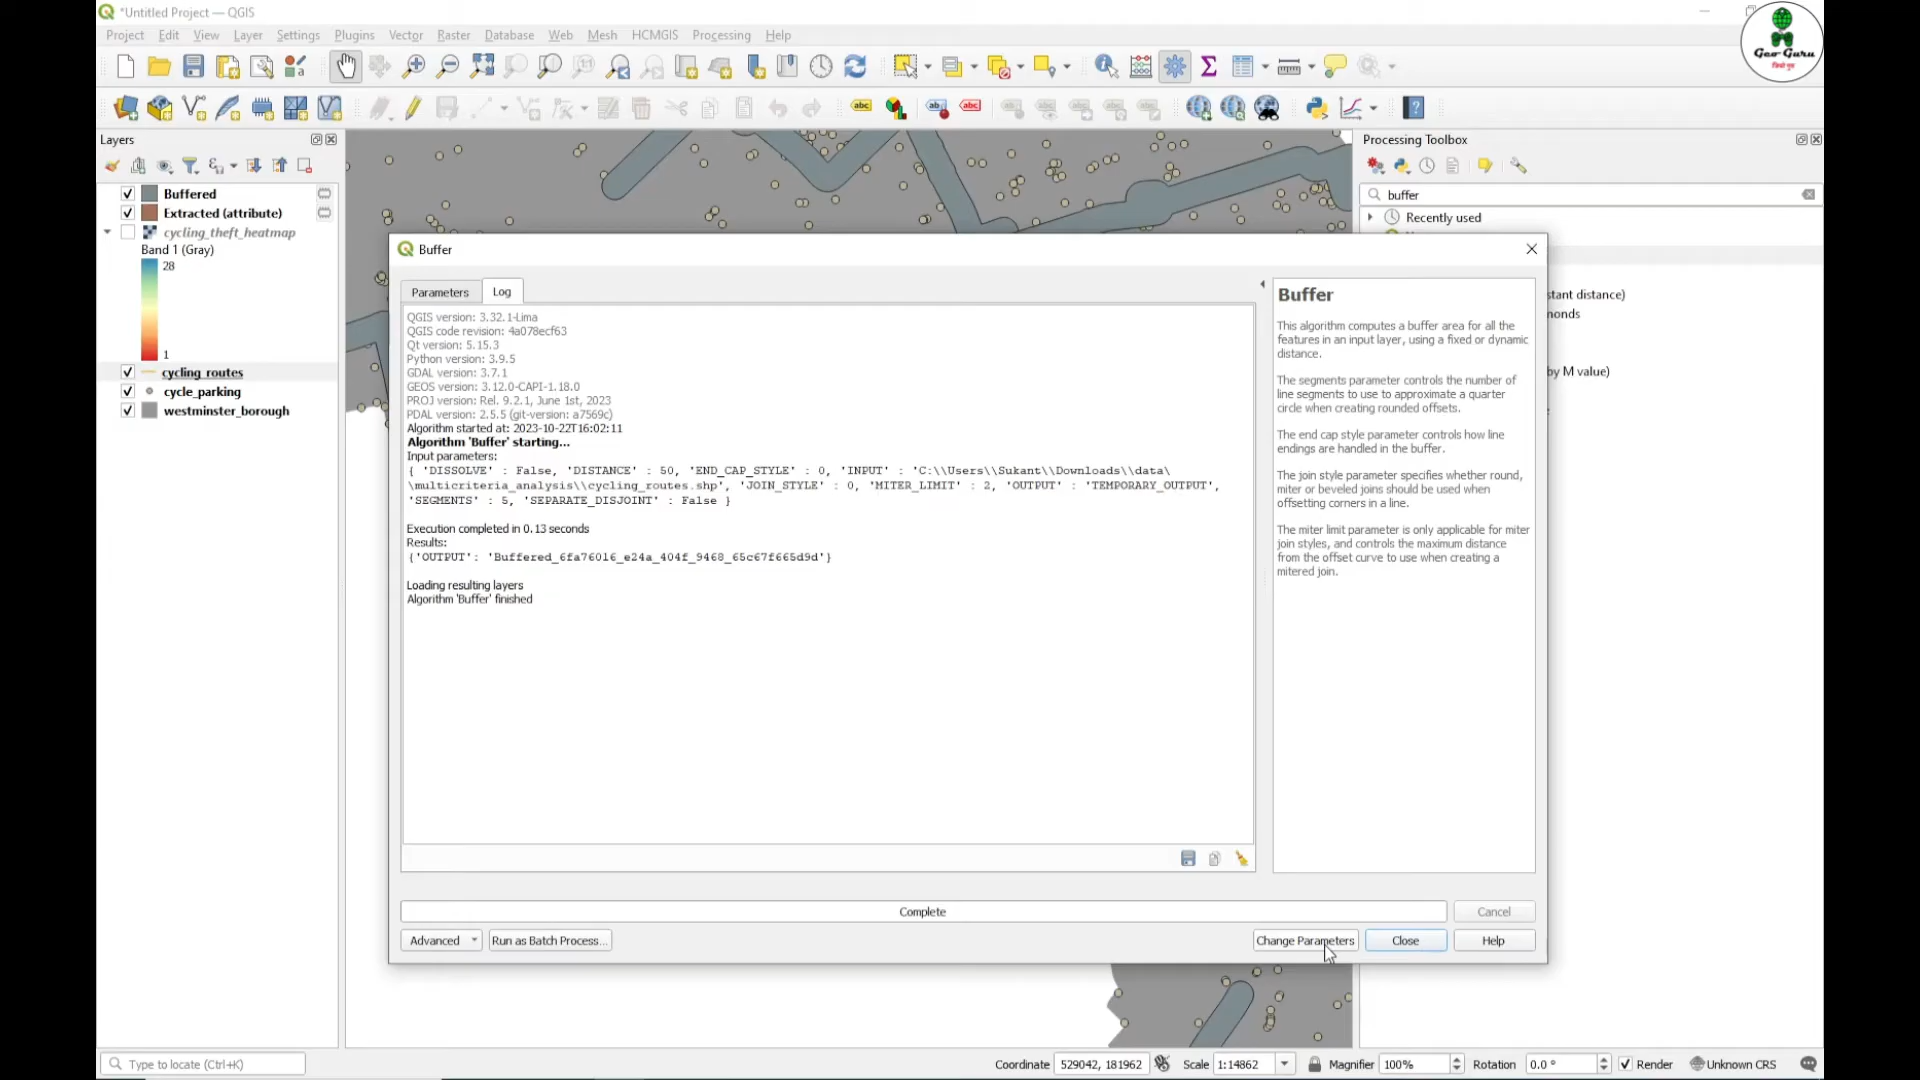 *Untitled Project — QGIS
Project Edit View Layer Settings Plugins Vector Raster Database Web Mesh HCMGIS Processing Help
Geo Guru
Layers
Buffered
Extracted (attribute)
cycling_theft_heatmap
Band 1 (Gray)
28
1
cycling_routes
cycle_parking
westminster_borough
Processing Toolbox
buffer
Recently used
stant distance)
by M value)
Buffer
Parameters
Log
QGIS version: 3.32.1-Lima
QGIS code revision: 4a078ecf63
Qt version: 5.15.3
Python version: 3.9.5
GDAL version: 3.7.1
GEOS version: 3.12.0-CAPI-1.18.0
PROJ version: Rel. 9.2.1, June 1st, 2023
PDAL version: 2.5.5 (git-version: a7569c)
Algorithm started at: 2023-10-22T16:02:11
Algorithm 'Buffer' starting…
Input parameters:
{ 'DISSOLVE' : False, 'DISTANCE' : 50, 'END_CAP_STYLE' : 0, 'INPUT' : 'C:\\Users\\Sukant\\Downloads\\data\
\multicriteria_analysis\\cycling_routes.shp', 'JOIN_STYLE' : 0, 'MITER_LIMIT' : 2, 'OUTPUT' : 'TEMPORARY_OUTPUT',
'SEGMENTS' : 5, 'SEPARATE_DISJOINT' : False }
Execution completed in 0.13 seconds
Results:
{'OUTPUT': 'Buffered_6fa76016_e24a_404f_9468_65c67f665d9d'}
Loading resulting layers
Algorithm 'Buffer' finished
Buffer
This algorithm computes a buffer area for all the
features in an input layer, using a fixed or dynamic
distance.
The segments parameter controls the number of
line segments to use to approximate a quarter
circle when creating rounded offsets.
The end cap style parameter controls how line
endings are handled in the buffer.
The join style parameter specifies whether round,
miter or beveled joins should be used when
offsetting corners in a line.
The miter limit parameter is only applicable for miter
join styles, and controls the maximum distance
from the offset curve to use when creating a
mitered join.
Complete
Cancel
Advanced
Run as Batch Process…
Change Parameters
Close
Help
Type to locate (Ctrl+K)
Coordinate 529042, 181962 Scale 1:14862 Magnifier 100% Rotation 0.0 ° Render Unknown CRS